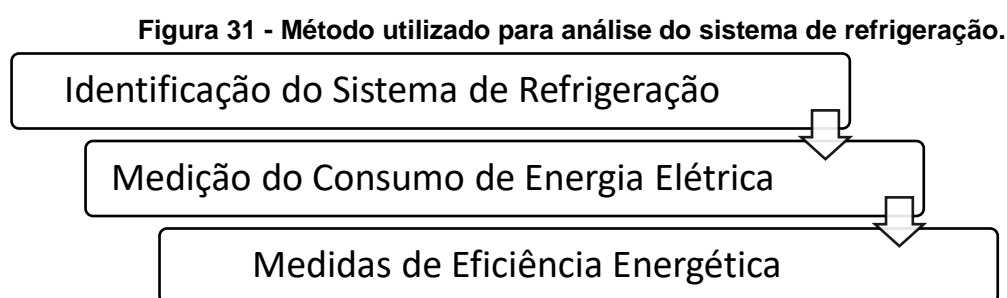 Figura 31 - Método utilizado para análise do sistema de refrigeração.
Identificação do Sistema de Refrigeração
Medição do Consumo de Energia Elétrica
Medidas de Eficiência Energética